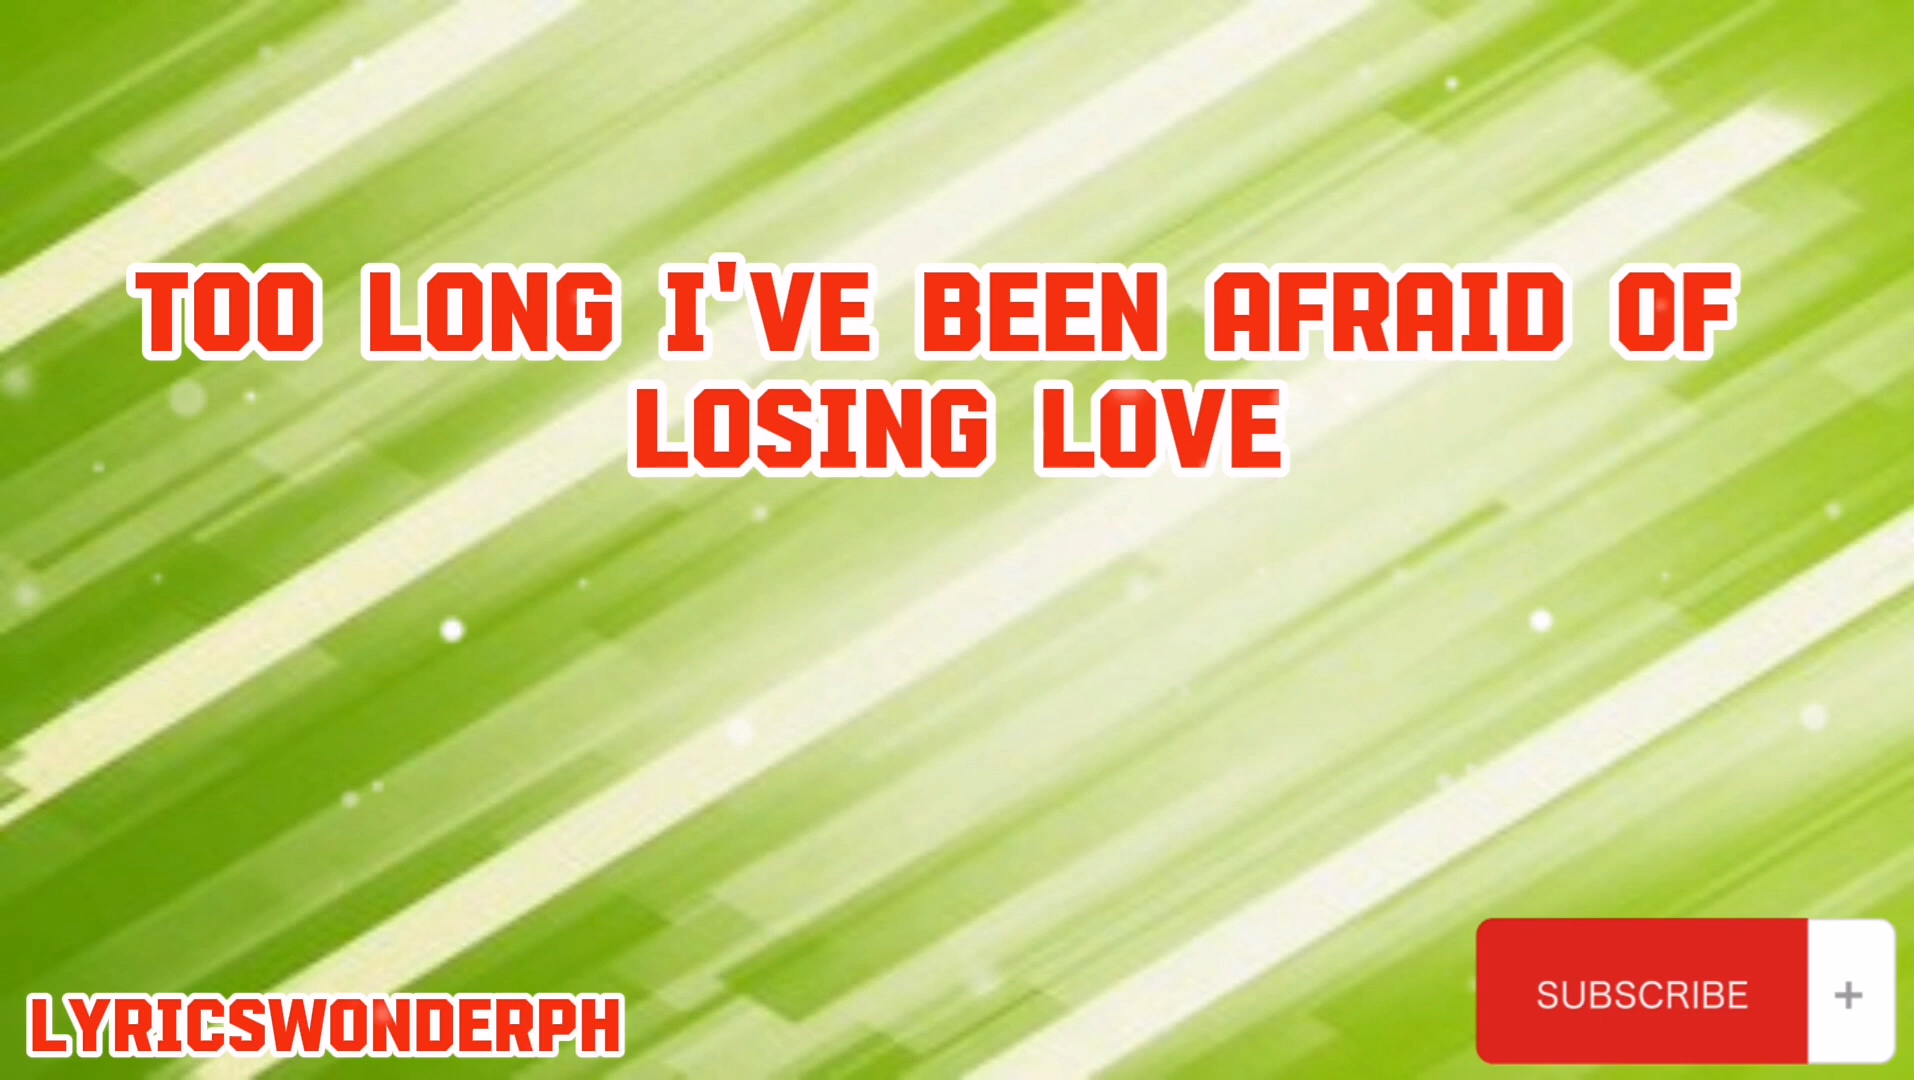 TOO LONG I'VE BEEN AFRAID OF
LOSING LOVE
LYRICSWONDERPH
SUBSCRIBE +